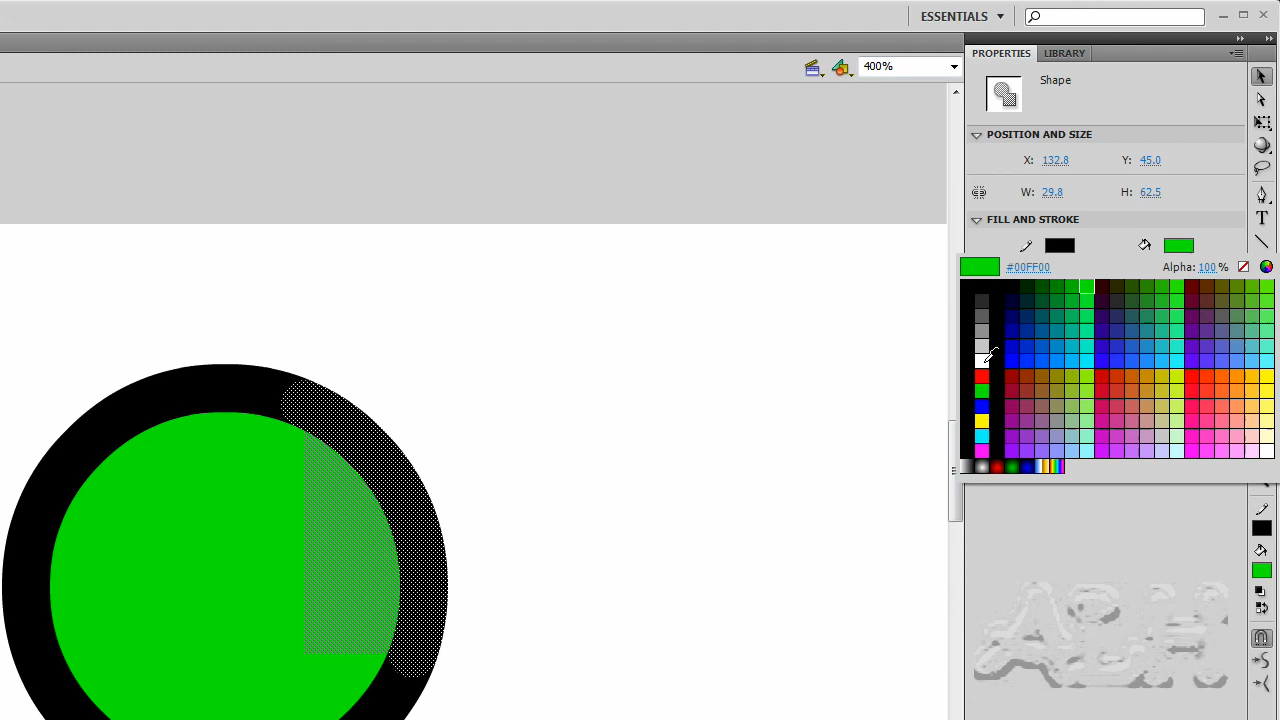 ESSENTIALS
PROPERTIES LIBRARY
400%
Shape
POSITION AND SIZE
X: 132.8 Y: 45.0
W: 29.8 H: 62.5
FILL AND STROKE
#00FF00 Alpha: 100 %
T